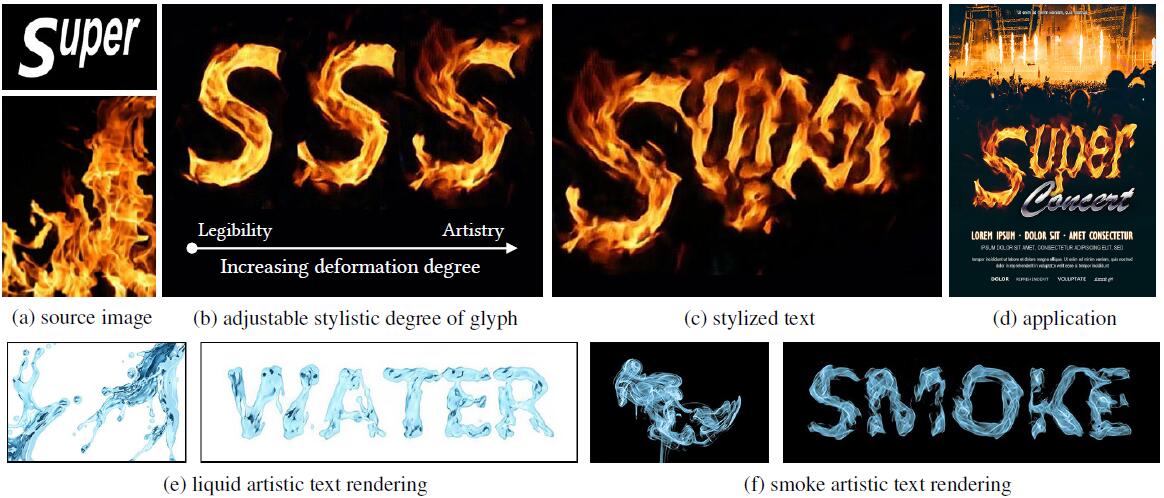 Super
Legibility
Artistry
Increasing deformation degree
Super
SUPER
Concert
LOREM IPSUM · DOLOR SIT · AMET CONSECTETUR
IPSUM DOLOR SIT AMET, CONSECTETUR ADIPISCING ELIT, SED
DOLOR REPREHENDERIT VOLUPTATE
(a) source image
(b) adjustable stylistic degree of glyph
(c) stylized text
(d) application
WATER
SMOKE
(e) liquid artistic text rendering
(f) smoke artistic text rendering